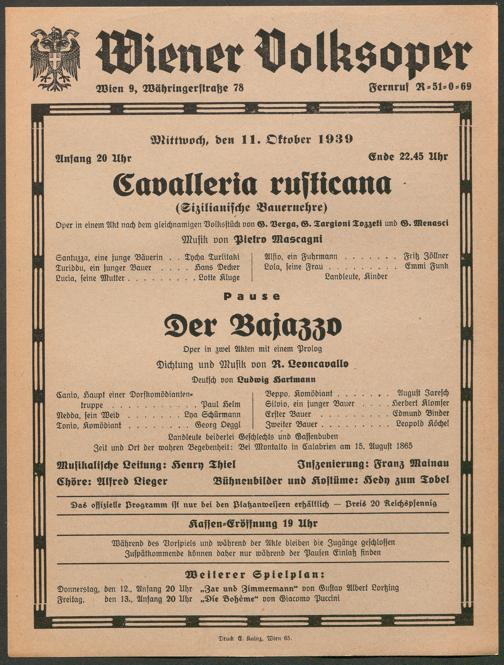 Wiener Volksoper
Wien 9, Währingerstraße 78 Fernruf R=51=0=69
Mittwoch, den 11. Oktober 1939
Anfang 20 Uhr Ende 22.45 Uhr
Cavalleria rusticana
(Sizilianische Bauernehre)
Oper in einem Akt nach dem gleichnamigen Volksstück von G. Verga, G. Targioni Tozzeti und G. Menasci
Musik von Pietro Mascagni
Santuzza, eine junge Bäuerin . . Tycha Turlitaki
Turiddu, ein junger Bauer . . . . Hans Decker
Lucia, seine Mutter . . . . . . . . . Lotte Kluge
Alfio, ein Fuhrmann . . . . . . . Fritz Zöllner
Lola, seine Frau . . . . . . . . . . Emmi Funk
Landleute, Kinder
Pause
Der Bajazzo
Oper in zwei Akten mit einem Prolog
Dichtung und Musik von R. Leoncavallo
Deutsch von Ludwig Hartmann
Canio, Haupt einer Dorfkomödianten-
truppe . . . . . . . . . . . Paul Helm
Nedda, sein Weib . . . . . Lya Schürmann
Tonio, Komödiant . . . . . . Georg Deggl
Beppo, Komödiant . . . . . . . August Jaresch
Silvio, ein junger Bauer . . . . Herbert Klomser
Erster Bauer . . . . . . . . Edmund Binder
Zweiter Bauer . . . . . . . . Leopold Köchel
Landleute beiderlei Geschlechts und Gassenbuben
Zeit und Ort der wahren Begebenheit: Bei Montalto in Calabrien am 15. August 1865
Musikalische Leitung: Henry Thiel Inszenierung: Franz Mainau
Chöre: Alfred Lieger Bühnenbilder und Kostüme: Hedy zum Tobel
Das offizielle Programm ist nur bei den Platzanweisern erhältlich — Preis 20 Reichspfennig
Kassen-Eröffnung 19 Uhr
Während des Vorspiels und während der Akte bleiben die Zugänge geschlossen
Zuspätkommende können daher nur während der Pausen Einlaß finden
Weiterer Spielplan:
Donnerstag, den 12., Anfang 20 Uhr „Zar und Zimmermann" von Gustav Albert Lortzing
Freitag, den 13., Anfang 20 Uhr „Die Bohême" von Giacomo Puccini
Druck E. Kainz, Wien 65.